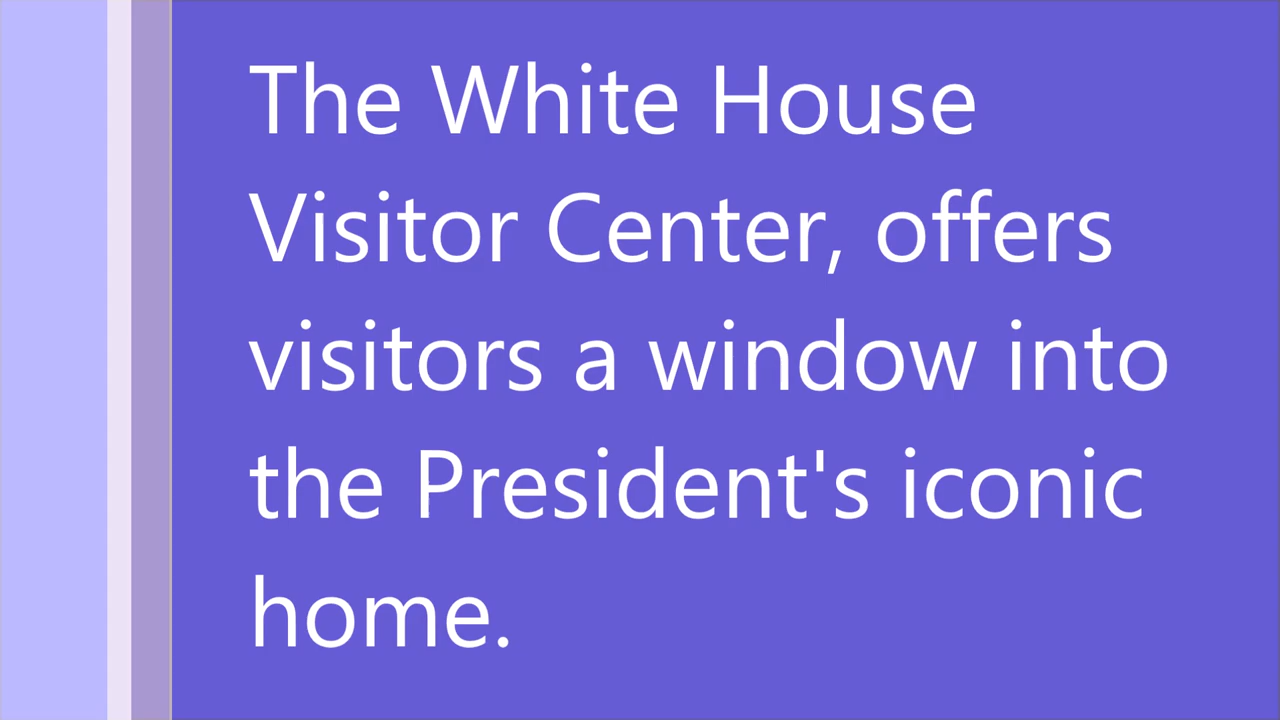 The White House
Visitor Center, offers
visitors a window into
the President's iconic
home.